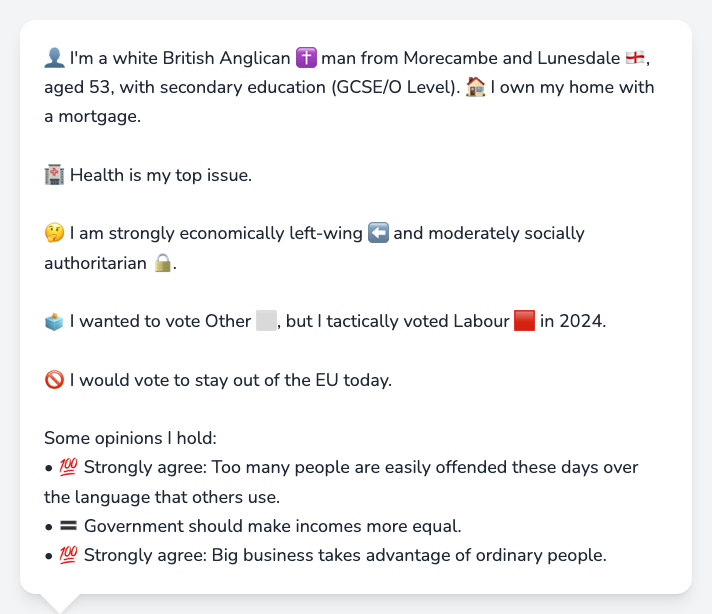 👤 I'm a white British Anglican ✝️ man from Morecambe and Lunesdale 🏴󠁧󠁢󠁥󠁮󠁧󠁿,
aged 53, with secondary education (GCSE/O Level). 🏠 I own my home with
a mortgage.
🏥 Health is my top issue.
🤔 I am strongly economically left-wing ⬅️ and moderately socially
authoritarian 🔒.
🗳️ I wanted to vote Other ⬜, but I tactically voted Labour 🟥 in 2024.
🚫 I would vote to stay out of the EU today.
Some opinions I hold:
• 💯 Strongly agree: Too many people are easily offended these days over
the language that others use.
• 🟰 Government should make incomes more equal.
• 💯 Strongly agree: Big business takes advantage of ordinary people.